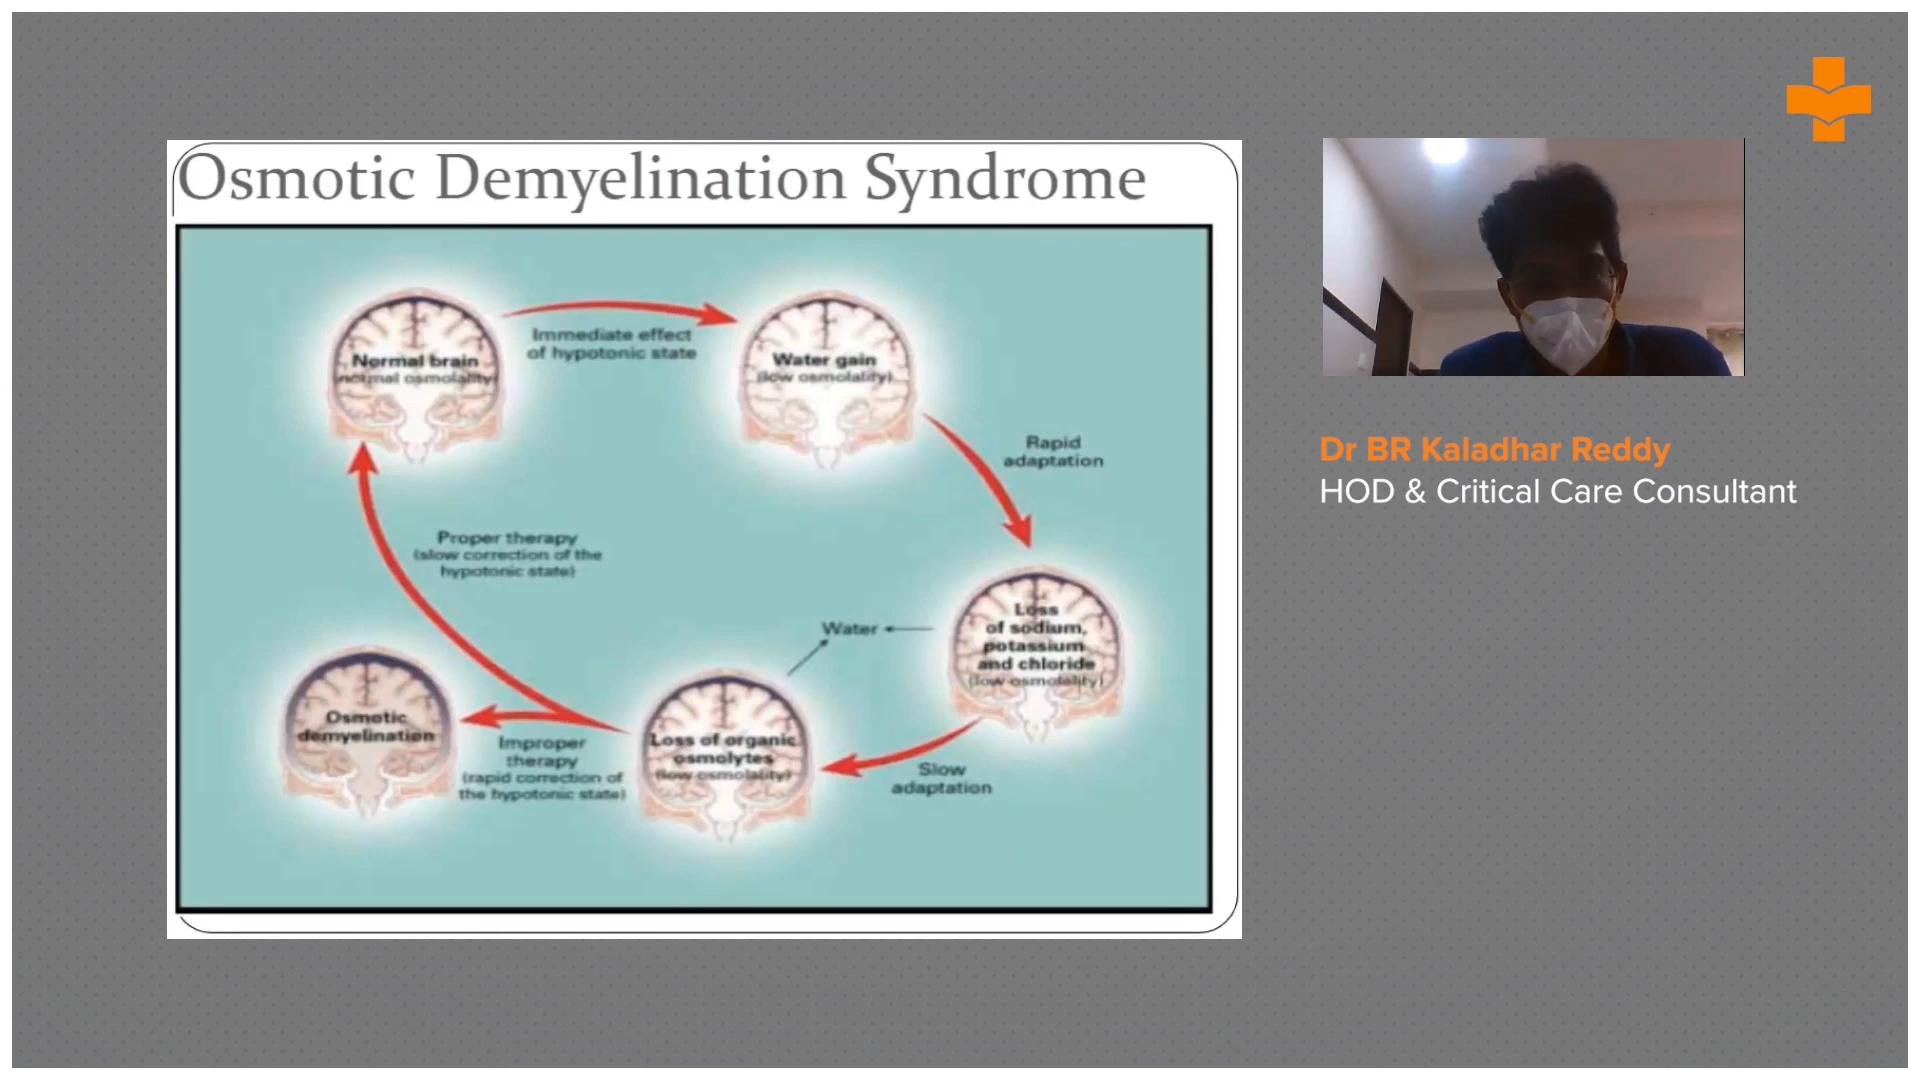 Osmotic Demyelination Syndrome
Normal brain
(normal osmolality)
Immediate effect
of hypotonic state
Water gain
(low osmolality)
Rapid
adaptation
Proper therapy
(slow correction of the
hypotonic state)
Water
Loss
of sodium,
potassium
and chloride
(low osmolality)
Osmotic
demyelination
Improper
therapy
(rapid correction of
the hypotonic state)
Loss of organic
osmolytes
(low osmolality)
Slow
adaptation
Dr BR Kaladhar Reddy
HOD & Critical Care Consultant